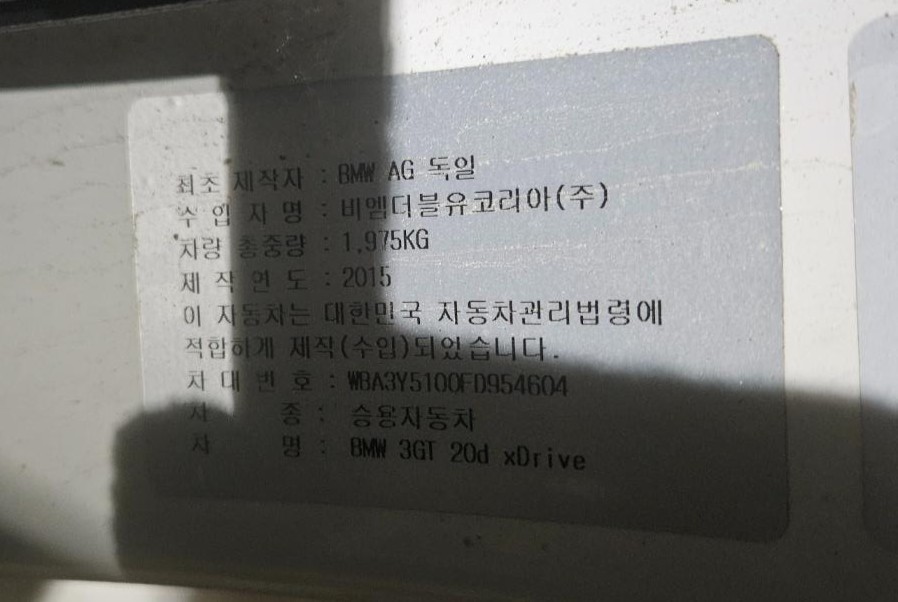 최초 제작자 : BMW AG 독일
수 입 자 명 : 비엠더블유코리아(주)
차량 총중량 : 1,975KG
제 작 연 도 : 2015
이 자동차는 대한민국 자동차관리법령에
적합하게 제작(수입)되었습니다.
차 대 번 호 : WBA3Y5100FD954604
차 종 : 승용자동차
차 명 : BMW 3GT 20d xDrive